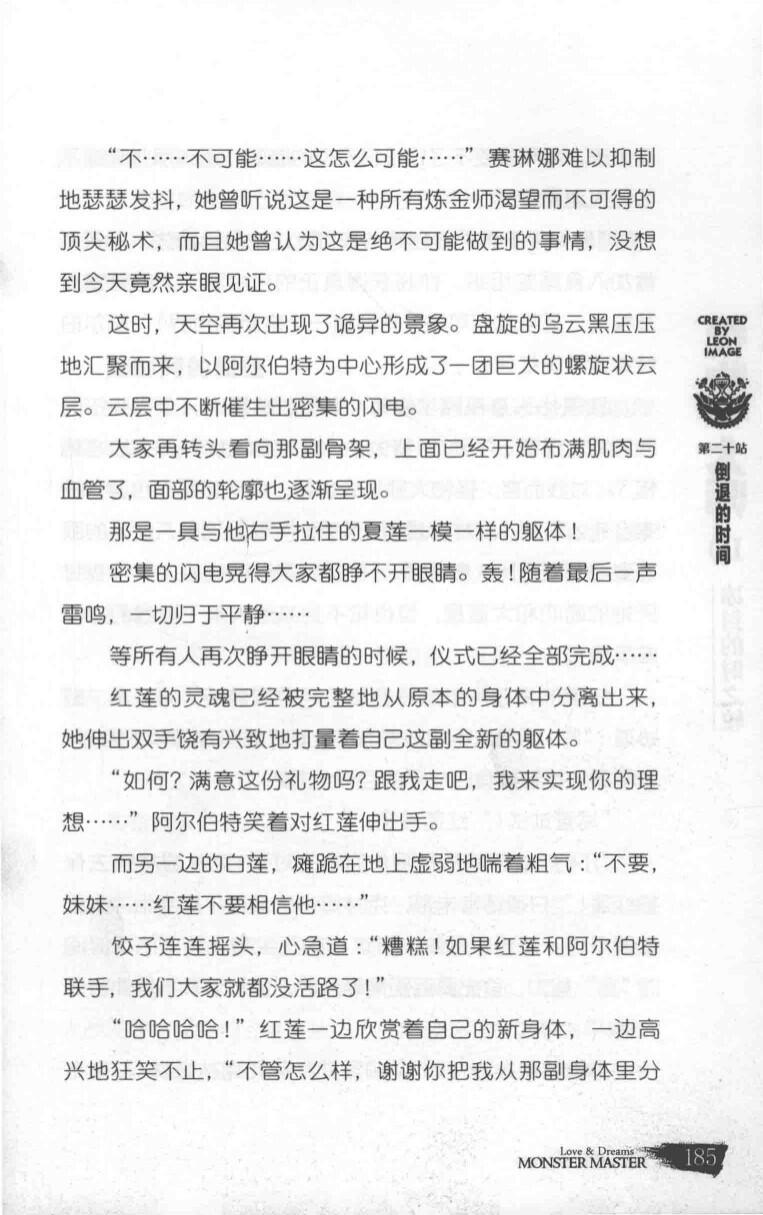 “不……不可能……这怎么可能……”赛琳娜难以抑制
地瑟瑟发抖，她曾听说这是一种所有炼金师渴望而不可得的
顶尖秘术，而且她曾认为这是绝不可能做到的事情，没想
到今天竟然亲眼见证。
这时，天空再次出现了诡异的景象。盘旋的乌云黑压压
地汇聚而来，以阿尔伯特为中心形成了一团巨大的螺旋状云
层。云层中不断催生出密集的闪电。
大家再转头看向那副骨架，上面已经开始布满肌肉与
血管了，面部的轮廓也逐渐呈现。
那是一具与他右手拉住的夏莲一模一样的躯体！
密集的闪电晃得大家都睁不开眼睛。轰！随着最后一声
雷鸣，一切归于平静……
等所有人再次睁开眼睛的时候，仪式已经全部完成……
红莲的灵魂已经被完整地从原本的身体中分离出来，
她伸出双手饶有兴致地打量着自己这副全新的躯体。
“如何？满意这份礼物吗？跟我走吧，我来实现你的理
想……”阿尔伯特笑着对红莲伸出手。
而另一边的白莲，瘫跪在地上虚弱地喘着粗气：“不要，
妹妹……红莲不要相信他……”
饺子连连摇头，心急道：“糟糕！如果红莲和阿尔伯特
联手，我们大家就都没活路了！”
“哈哈哈哈！”红莲一边欣赏着自己的新身体，一边高
兴地狂笑不止，“不管怎么样，谢谢你把我从那副身体里分
CREATED
BY
LEON
IMAGE
第二十站
倒退的时间
Love & Dreams
MONSTER MASTER
185